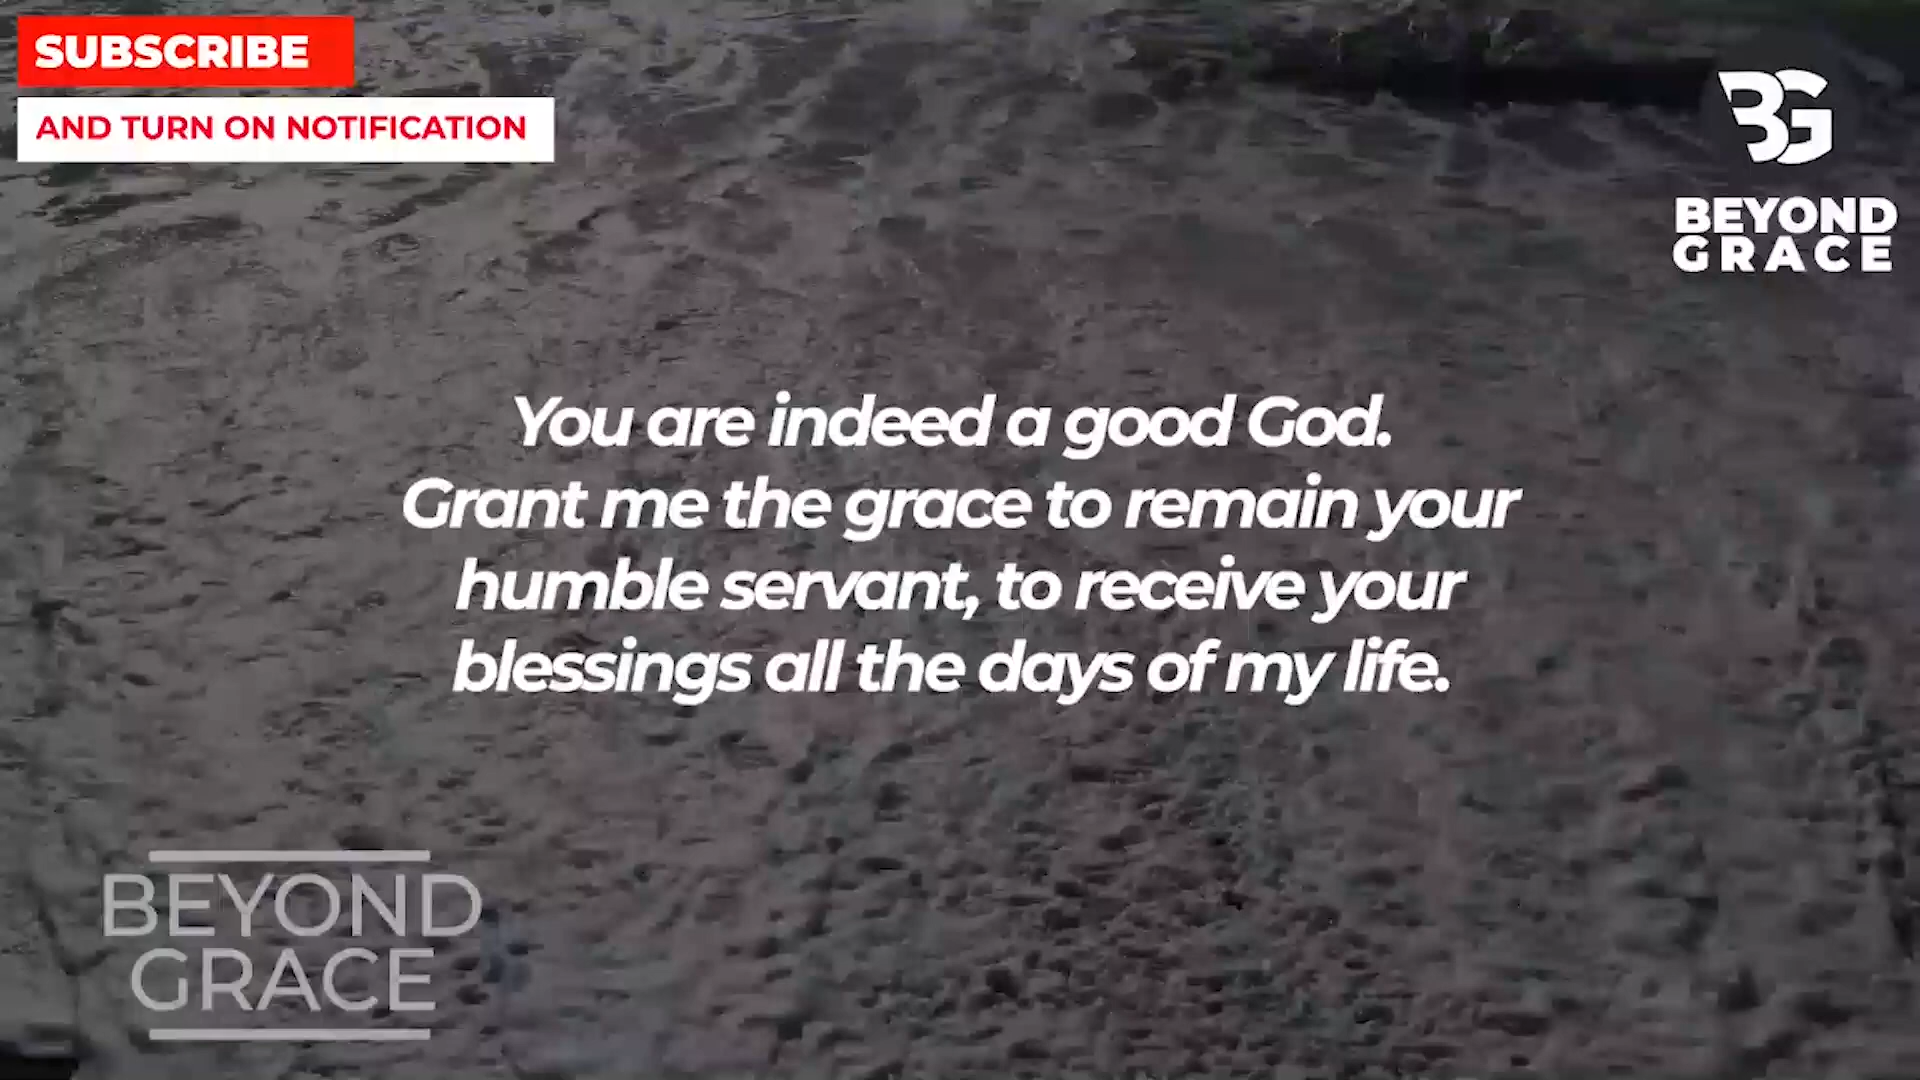 SUBSCRIBE
AND TURN ON NOTIFICATION
BG
BEYOND
GRACE
You are indeed a good God.
Grant me the grace to remain your
humble servant, to receive your
blessings all the days of my life.
BEYOND
GRACE